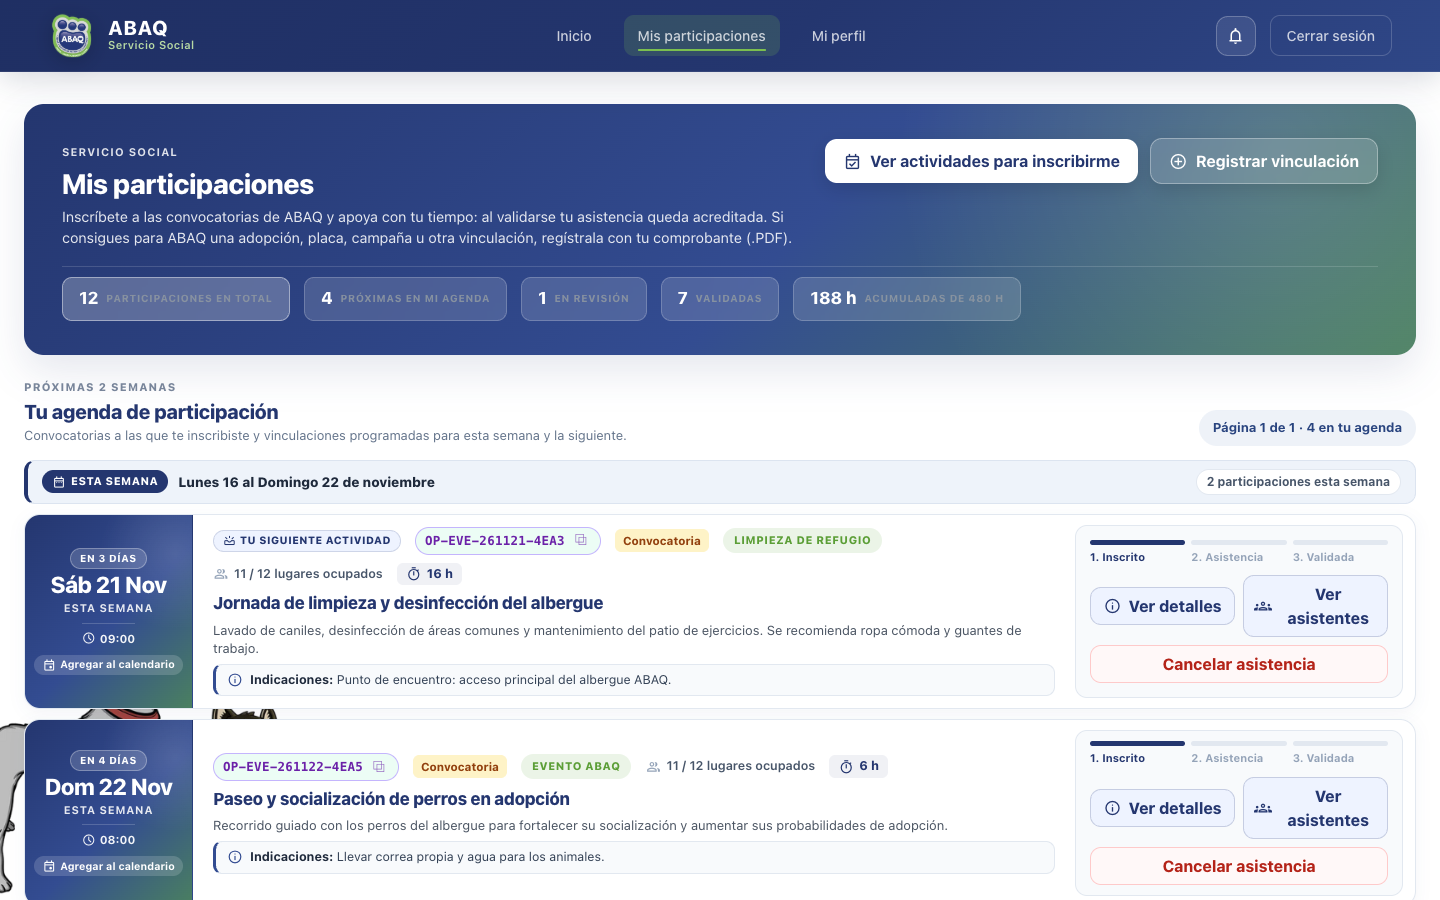 ABAQ
Servicio Social
Inicio
Mis participaciones
Mi perfil
Cerrar sesión
SERVICIO SOCIAL
Mis participaciones
Inscríbete a las convocatorias de ABAQ y apoya con tu tiempo: al validarse tu asistencia queda acreditada. Si
consigues para ABAQ una adopción, placa, campaña u otra vinculación, regístrala con tu comprobante (.PDF).
Ver actividades para inscribirme
Registrar vinculación
12 PARTICIPACIONES EN TOTAL
4 PRÓXIMAS EN MI AGENDA
1 EN REVISIÓN
7 VALIDADAS
188 h ACUMULADAS DE 480 H
PRÓXIMAS 2 SEMANAS
Tu agenda de participación
Convocatorias a las que te inscribiste y vinculaciones programadas para esta semana y la siguiente.
Página 1 de 1 · 4 en tu agenda
ESTA SEMANA
Lunes 16 al Domingo 22 de noviembre
2 participaciones esta semana
EN 3 DÍAS
Sáb 21 Nov
ESTA SEMANA
09:00
Agregar al calendario
TU SIGUIENTE ACTIVIDAD
OP-EVE-261121-4EA3
Convocatoria
LIMPIEZA DE REFUGIO
11 / 12 lugares ocupados
16 h
Jornada de limpieza y desinfección del albergue
Lavado de caniles, desinfección de áreas comunes y mantenimiento del patio de ejercicios. Se recomienda ropa cómoda y guantes de
trabajo.
Indicaciones: Punto de encuentro: acceso principal del albergue ABAQ.
1. Inscrito
2. Asistencia
3. Validada
Ver detalles
Ver
asistentes
Cancelar asistencia
EN 4 DÍAS
Dom 22 Nov
ESTA SEMANA
08:00
Agregar al calendario
OP-EVE-261122-4EA5
Convocatoria
EVENTO ABAQ
11 / 12 lugares ocupados
6 h
Paseo y socialización de perros en adopción
Recorrido guiado con los perros del albergue para fortalecer su socialización y aumentar sus probabilidades de adopción.
Indicaciones: Llevar correa propia y agua para los animales.
1. Inscrito
2. Asistencia
3. Validada
Ver detalles
Ver
asistentes
Cancelar asistencia